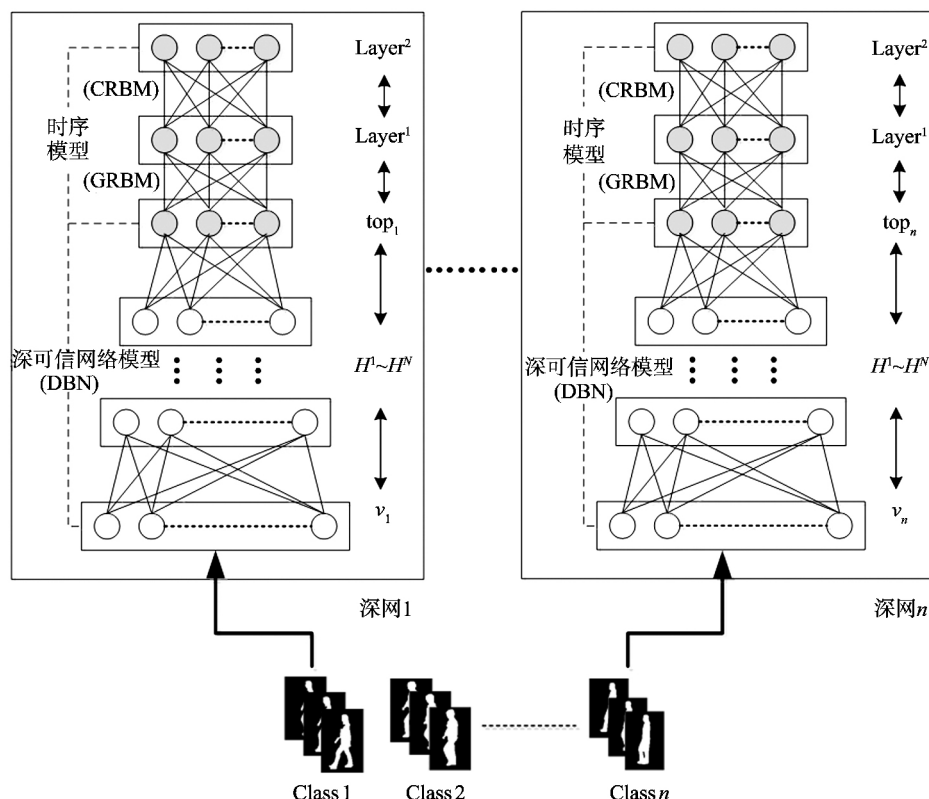 Layer²
(CRBM)
时序
模型
Layer¹
(GRBM)
top₁
深可信网络模型
(DBN)
H¹~Hᴺ
v₁
深网1
Layer²
(CRBM)
时序
模型
Layer¹
(GRBM)
topₙ
深可信网络模型
(DBN)
H¹~Hᴺ
vₙ
深网n
Class 1
Class 2
Class n